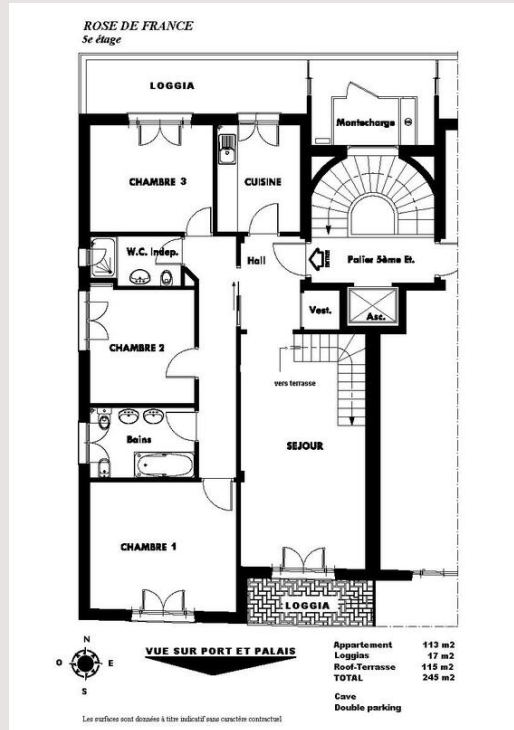 ROSE DE FRANCE
5e étage
LOGGIA
Montecharge
CHAMBRE 3
CUISINE
W.C. Indep.
Hall
ENTREE
Palier 5ème Et.
Vest.
Asc.
CHAMBRE 2
vers terrasse
Bains
SEJOUR
CHAMBRE 1
LOGGIA
N
O E
S
VUE SUR PORT ET PALAIS
Appartement 113 m2
Loggias 17 m2
Roof-Terrasse 115 m2
TOTAL 245 m2
Cave
Double parking
Les surfaces sont données à titre indicatif sans caractère contractuel